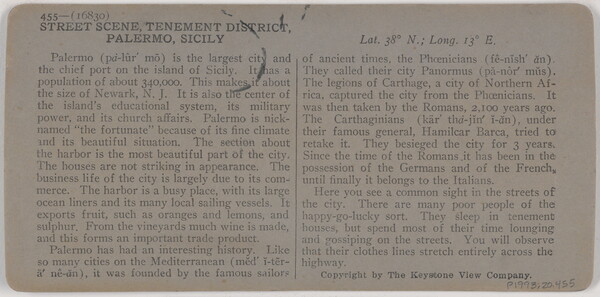 455—(16830)
STREET SCENE, TENEMENT DISTRICT,
PALERMO, SICILY
Palermo (pä-lûr′ mō) is the largest city and
the chief port on the island of Sicily. It has a
population of about 340,000. This makes it about
the size of Newark, N. J. It is also the center of
the island's educational system, its military
power, and its church affairs. Palermo is nick-
named "the fortunate" because of its fine climate
and its beautiful situation. The section about
the harbor is the most beautiful part of the city.
The houses are not striking in appearance. The
business life of the city is largely due to its com-
merce. The harbor is a busy place, with its large
ocean liners and its many local sailing vessels. It
exports fruit, such as oranges and lemons, and
sulphur. From the vineyards much wine is made,
and this forms an important trade product.
Palermo has had an interesting history. Like
so many cities on the Mediterranean (mĕd′ ĭ-tĕr-
ā′ nê-ăn), it was founded by the famous sailors
Lat. 38° N.; Long. 13° E.
of ancient times, the Phœnicians (fê-nĭsh′ ăn).
They called their city Panormus (pă-nôr′ mŭs).
The legions of Carthage, a city of Northern Af-
rica, captured the city from the Phœnicians. It
was then taken by the Romans, 2,100 years ago.
The Carthaginians (kär′ thȧ-jĭn′ ĭ-ăn), under
their famous general, Hamilcar Barca, tried to
retake it. They besieged the city for 3 years.
Since the time of the Romans it has been in the
possession of the Germans and of the French,
until finally it belongs to the Italians.
Here you see a common sight in the streets of
the city. There are many poor people of the
happy-go-lucky sort. They sleep in tenement
houses, but spend most of their time lounging
and gossiping on the streets. You will observe
that their clothes lines stretch entirely across the
highway.
Copyright by The Keystone View Company.
P1978.20.455